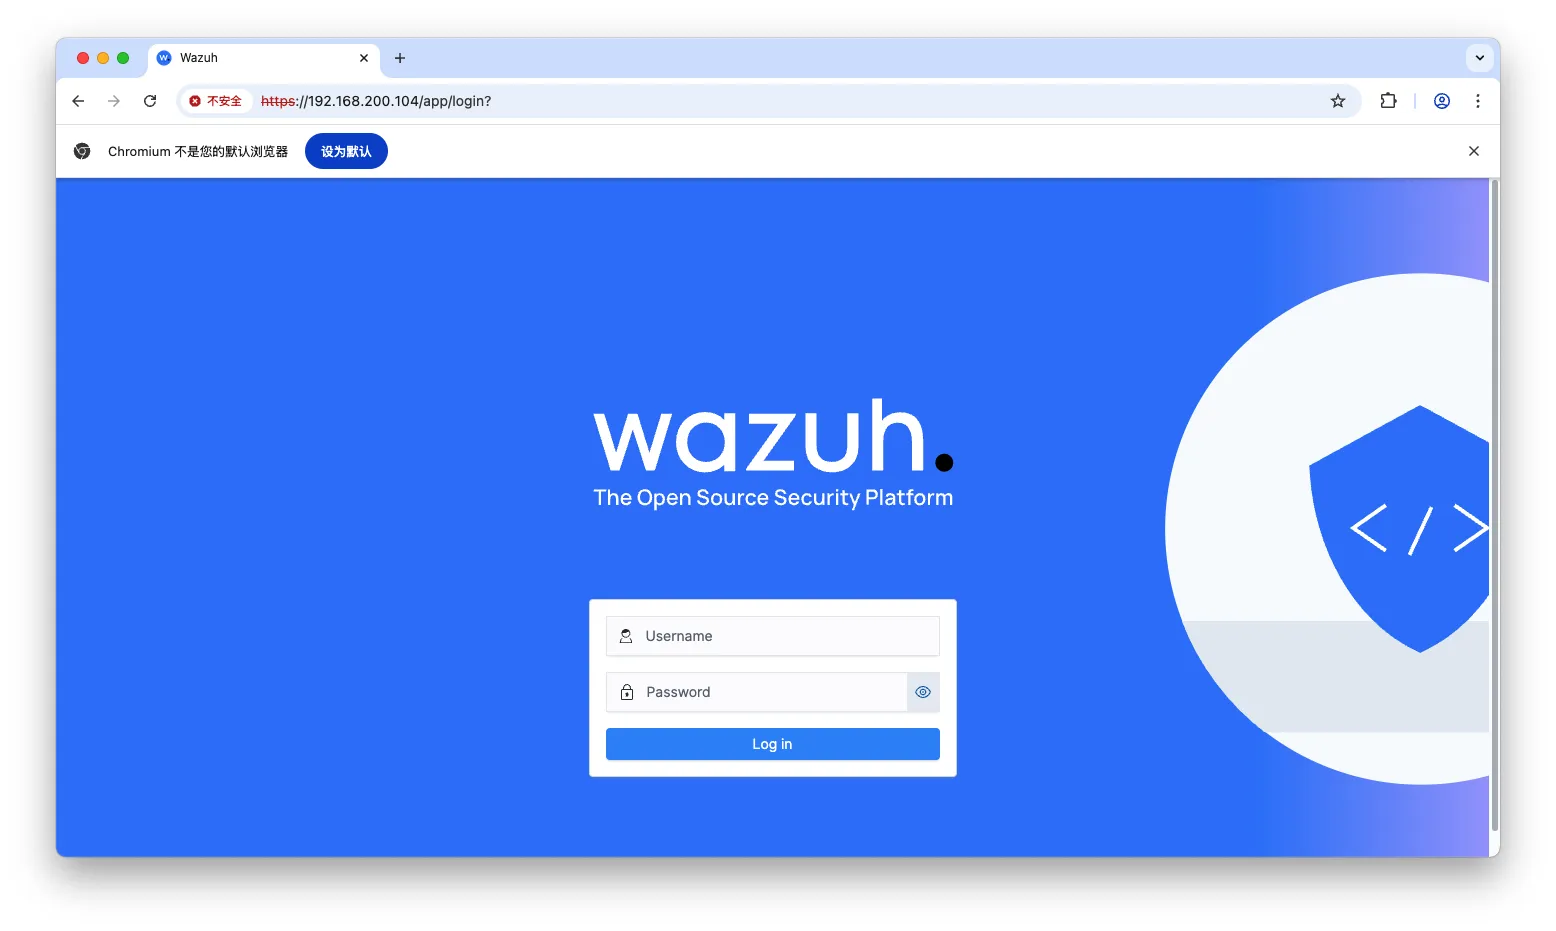 Wazuh
不安全 https://192.168.200.104/app/login?
Chromium 不是您的默认浏览器 设为默认
wazuh.
The Open Source Security Platform
Username
Password
Log in